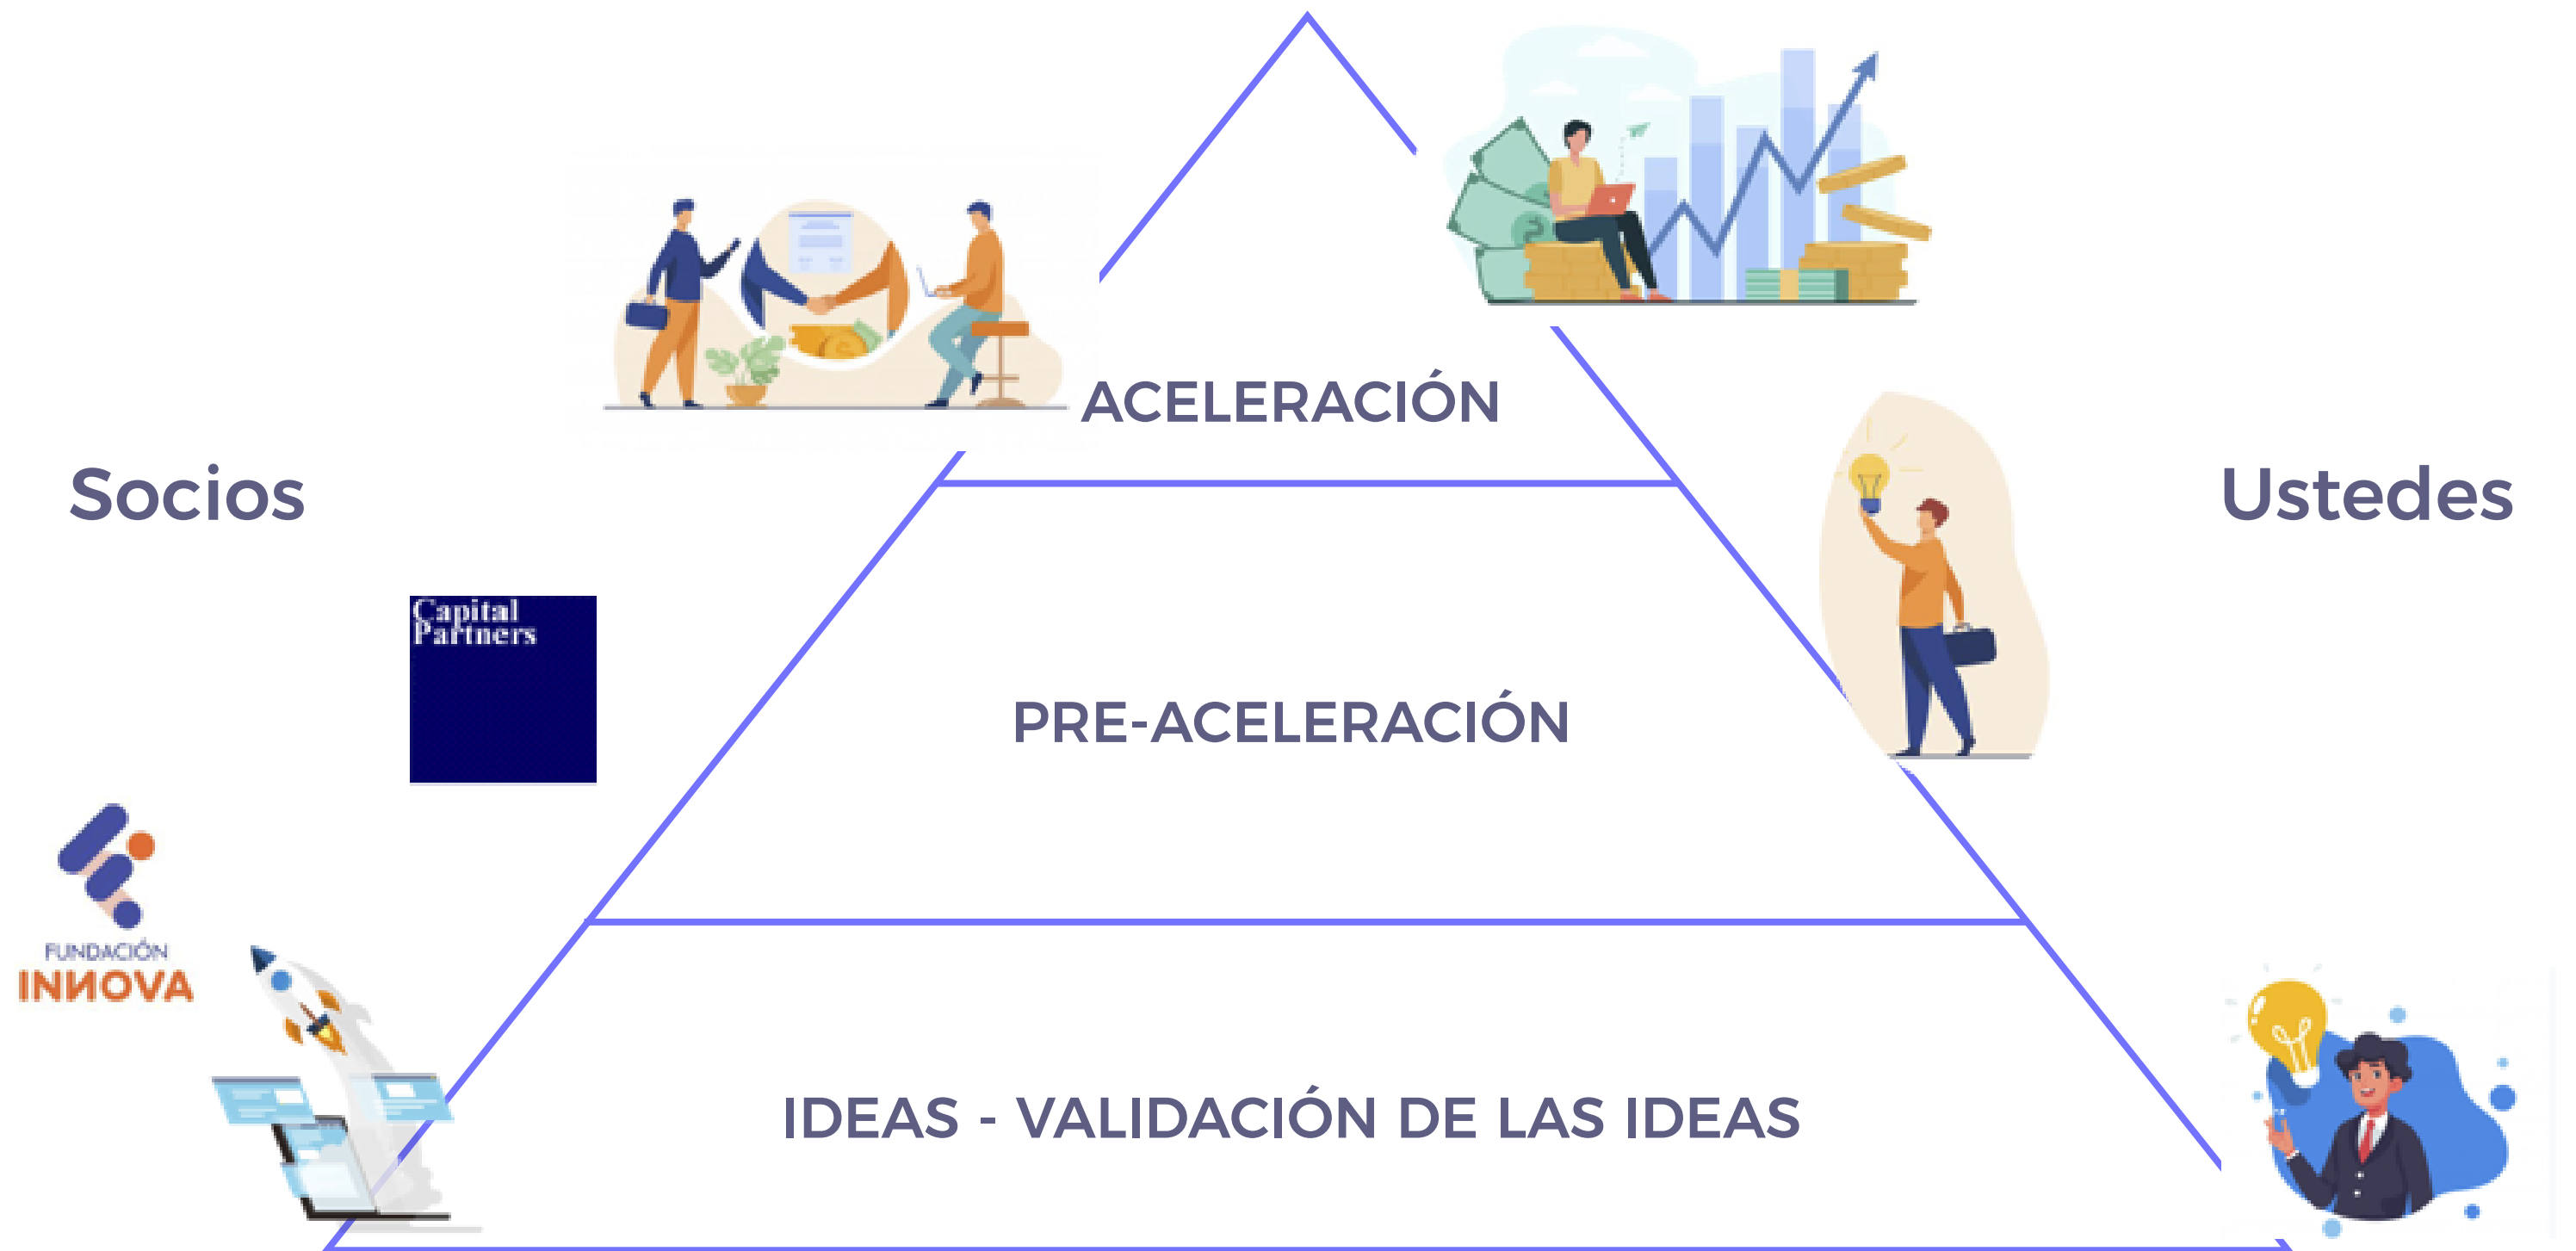 ACELERACIÓN
Socios
Ustedes
Capital
Partners
PRE-ACELERACIÓN
FUNDACIÓN
INNOVA
IDEAS - VALIDACIÓN DE LAS IDEAS